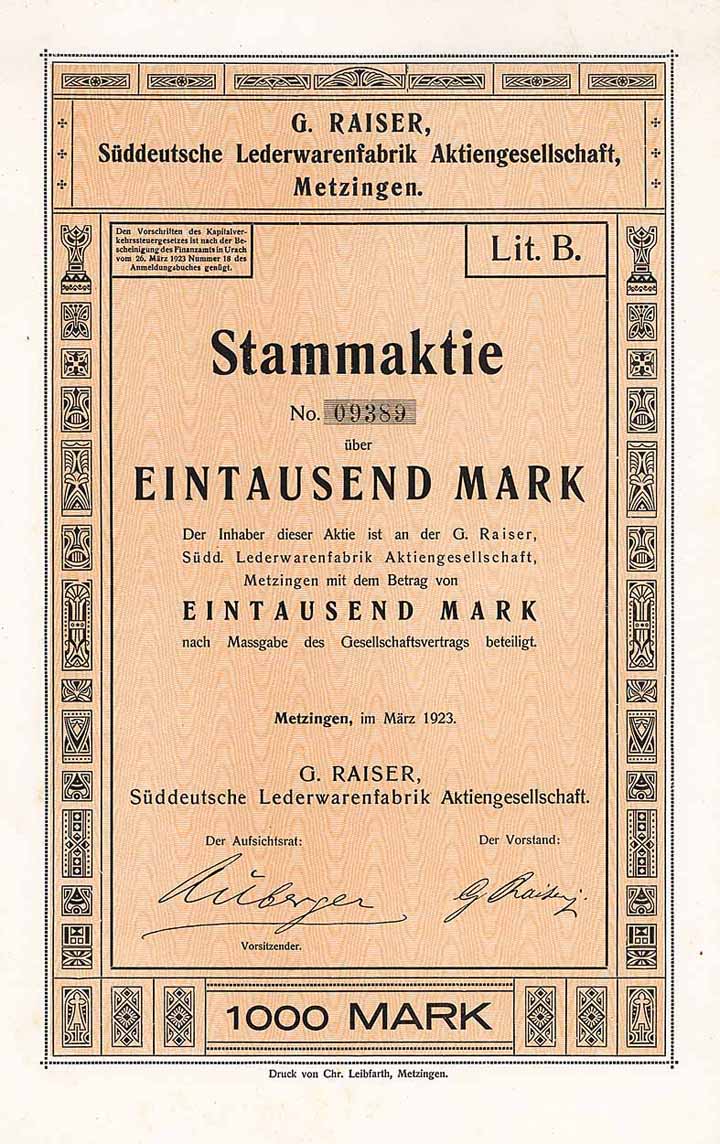 G. RAISER,
Süddeutsche Lederwarenfabrik Aktiengesellschaft,
Metzingen.
Den Vorschriften des Kapitalver-
kehrssteuergesetzes ist nach der Be-
scheinigung des Finanzamts in Urach
vom 26. März 1923 Nummer 18 des
Anmeldungsbuches genügt.
Lit. B.
Stammaktie
No. 09389
über
EINTAUSEND MARK
Der Inhaber dieser Aktie ist an der G. Raiser,
Südd. Lederwarenfabrik Aktiengesellschaft,
Metzingen mit dem Betrag von
EINTAUSEND MARK
nach Massgabe des Gesellschaftsvertrags beteiligt.
Metzingen, im März 1923.
G. RAISER,
Süddeutsche Lederwarenfabrik Aktiengesellschaft.
Der Aufsichtsrat:
Der Vorstand:
G Raiser j.
Vorsitzender.
1000 MARK
Druck von Chr. Leibfarth, Metzingen.